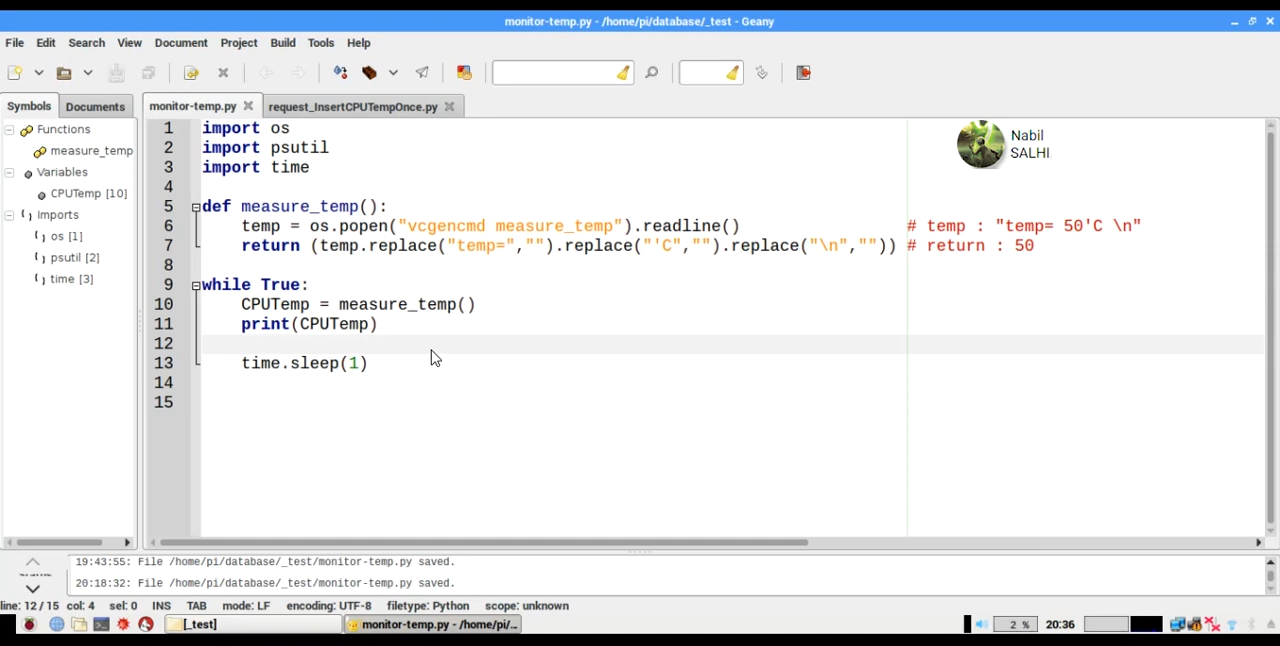 monitor-temp.py - /home/pi/database/_test - Geany
File Edit Search View Document Project Build Tools Help
Symbols Documents monitor-temp.py request_InsertCPUTempOnce.py
Functions
measure_temp
Variables
CPUTemp [10]
Imports
os [1]
psutil [2]
time [3]
1 import os
2 import psutil
3 import time
4
5 def measure_temp():
6 temp = os.popen("vcgencmd measure_temp").readline() # temp : "temp= 50'C \n"
7 return (temp.replace("temp=","").replace("'C","").replace("\n","")) # return : 50
8
9 while True:
10 CPUTemp = measure_temp()
11 print(CPUTemp)
12
13 time.sleep(1)
14
15
Nabil
SALHI
19:43:55: File /home/pi/database/_test/monitor-temp.py saved.
20:18:32: File /home/pi/database/_test/monitor-temp.py saved.
line: 12 / 15 col: 4 sel: 0 INS TAB mode: LF encoding: UTF-8 filetype: Python scope: unknown
[_test] monitor-temp.py - /home/pi/... 2 % 20:36